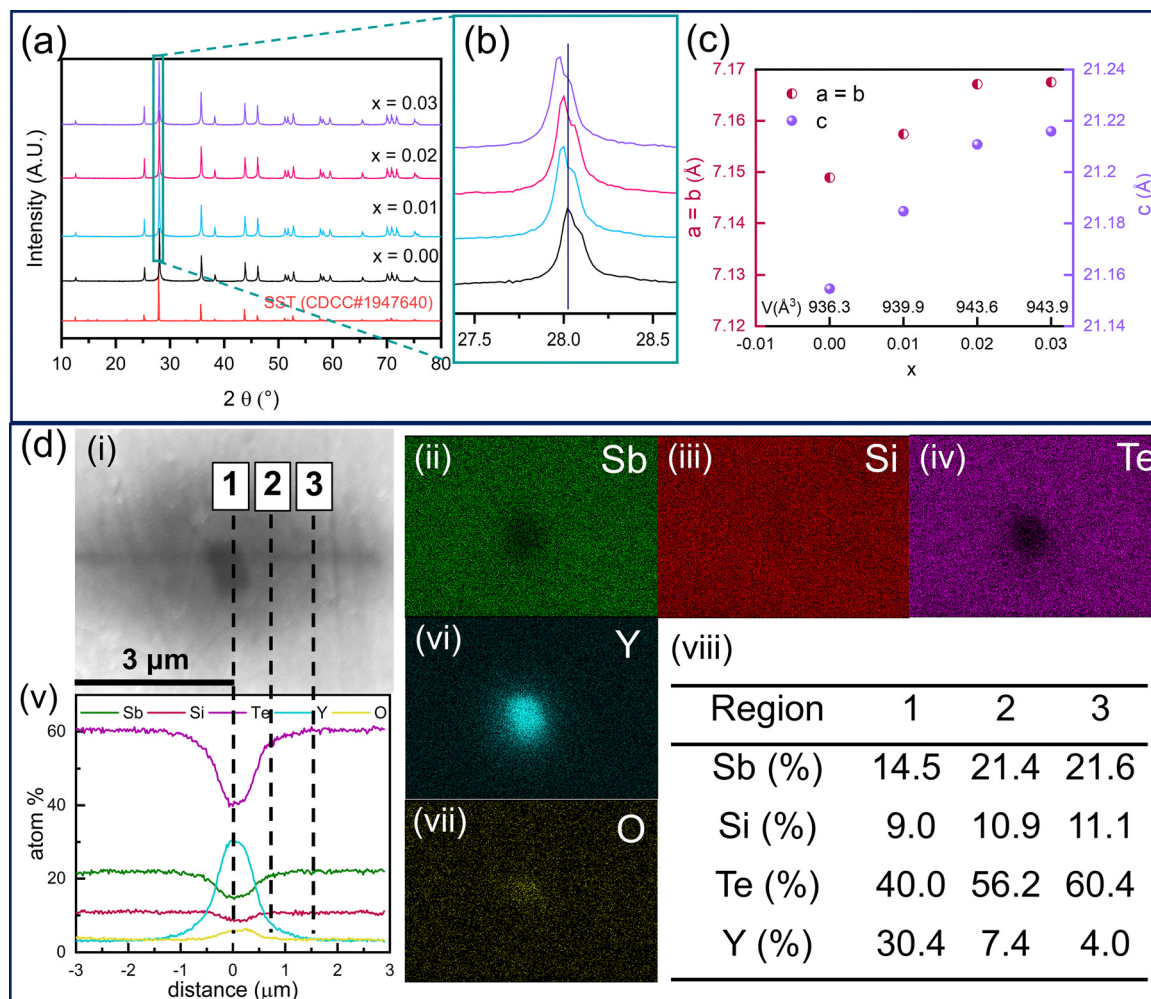 (a)
Intensity (A.U.)
x = 0.03
x = 0.02
x = 0.01
x = 0.00
SST (CDCC#1947640)
10 20 30 40 50 60 70 80
2 θ (°)
(b)
27.5 28.0 28.5
(c)
7.17
7.16
7.15
7.14
7.13
7.12
a = b (Å)
a = b
c
21.24
21.22
21.2
21.18
21.16
21.14
c (Å)
V(Å³) 936.3 939.9 943.6 943.9
-0.01 0.00 0.01 0.02 0.03
x
(d)
(i)
1 2 3
3 µm
(ii) Sb
(iii) Si
(iv) Te
(v)
Sb Si Te Y O
60
40
20
0
atom %
-3 -2 -1 0 1 2 3
distance (µm)
(vi) Y
(vii) O
(viii)
Region 1 2 3
Sb (%) 14.5 21.4 21.6
Si (%) 9.0 10.9 11.1
Te (%) 40.0 56.2 60.4
Y (%) 30.4 7.4 4.0